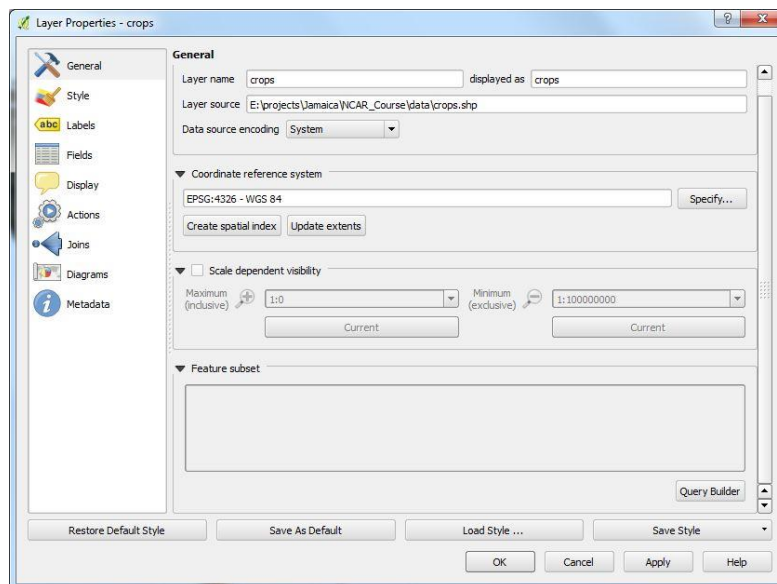 Layer Properties - crops
General
Style
abc Labels
Fields
Display
Actions
Joins
Diagrams
Metadata
General
Layer name crops displayed as crops
Layer source E:\projects\Jamaica\NCAR_Course\data\crops.shp
Data source encoding System
Coordinate reference system
EPSG:4326 - WGS 84 Specify...
Create spatial index Update extents
Scale dependent visibility
Maximum (inclusive) 1:0 Minimum (exclusive) 1:100000000
Current Current
Feature subset
Query Builder
Restore Default Style Save As Default Load Style ... Save Style
OK Cancel Apply Help